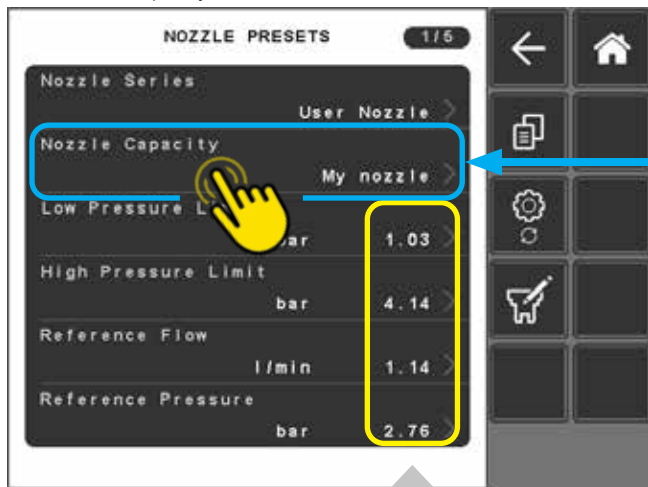 NOZZLE PRESETS 1/5
Nozzle Series
User Nozzle
Nozzle Capacity
My nozzle
Low Pressure L
ar 1.03
High Pressure Limit
bar 4.14
Reference Flow
l/min 1.14
Reference Pressure
bar 2.76